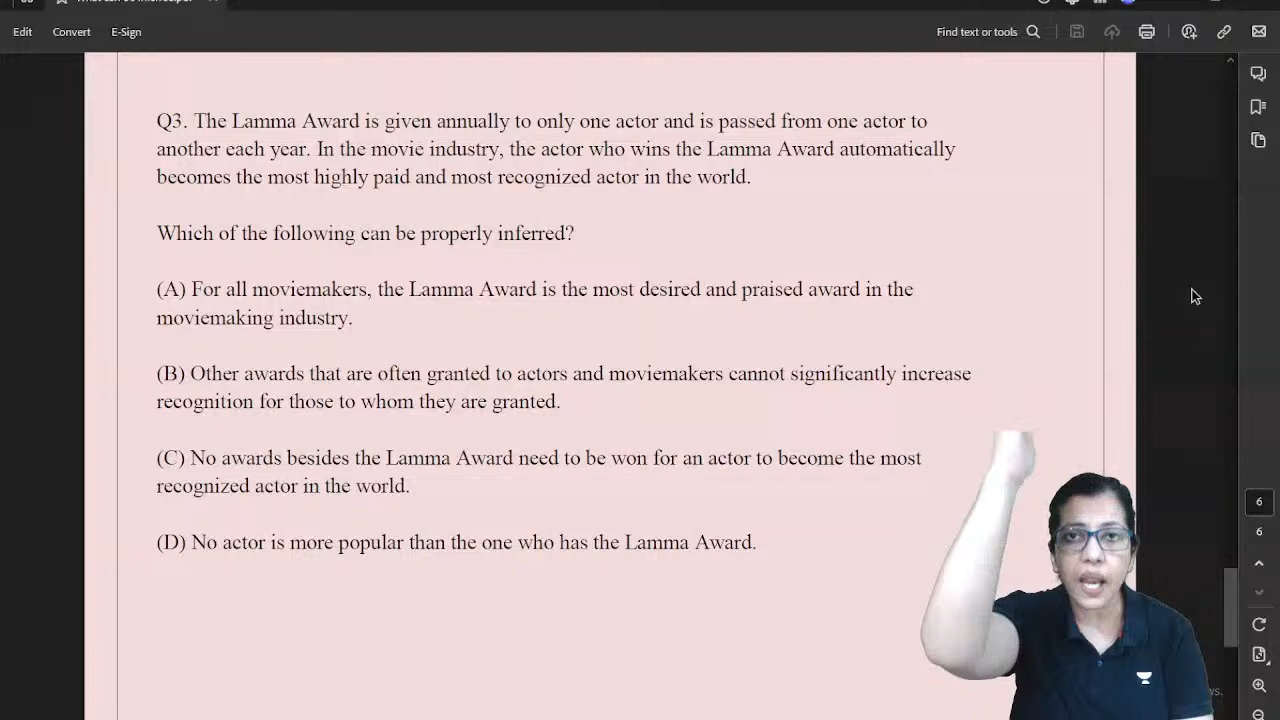 Edit Convert E-Sign Find text or tools
Q3. The Lamma Award is given annually to only one actor and is passed from one actor to
another each year. In the movie industry, the actor who wins the Lamma Award automatically
becomes the most highly paid and most recognized actor in the world.
Which of the following can be properly inferred?
(A) For all moviemakers, the Lamma Award is the most desired and praised award in the
moviemaking industry.
(B) Other awards that are often granted to actors and moviemakers cannot significantly increase
recognition for those to whom they are granted.
(C) No awards besides the Lamma Award need to be won for an actor to become the most
recognized actor in the world.
(D) No actor is more popular than the one who has the Lamma Award.
6
6